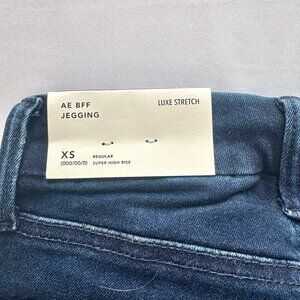 AE BFF
JEGGING
LUXE STRETCH
XS
(000/00/0)
REGULAR
SUPER HIGH RISE